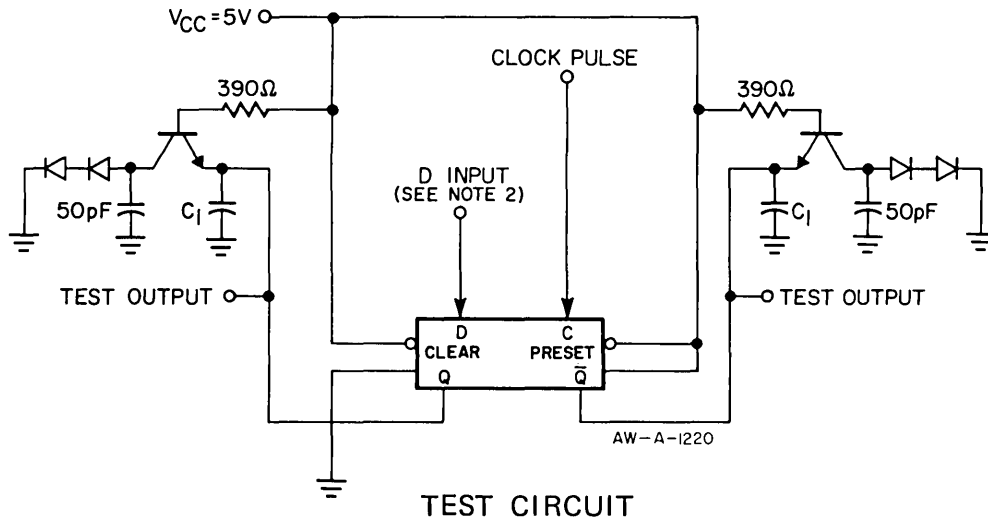 VCC=5V
CLOCK PULSE
390Ω
390Ω
D INPUT
(SEE NOTE 2)
50pF
C1
C1
50pF
TEST OUTPUT
TEST OUTPUT
D
C
CLEAR
PRESET
Q
Q̅
AW-A-1220
TEST CIRCUIT